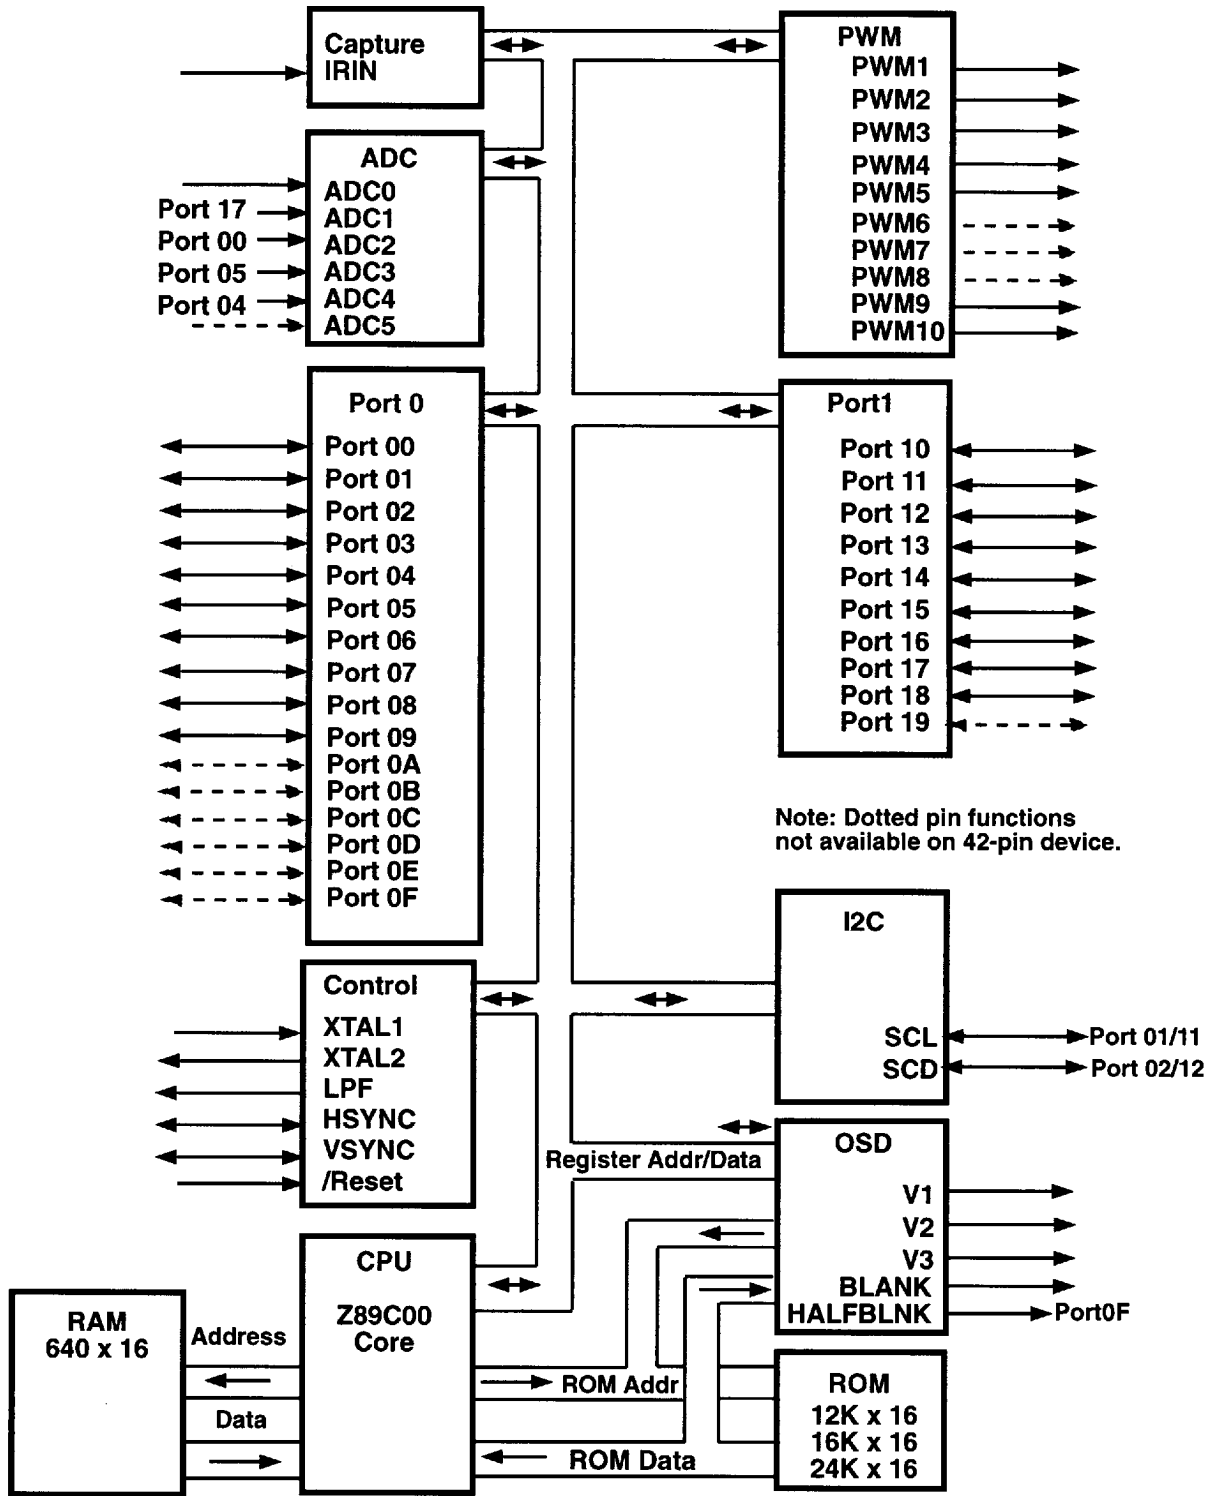 Capture
IRIN
ADC
ADC0
Port 17
ADC1
Port 00
ADC2
Port 05
ADC3
Port 04
ADC4
ADC5
Port 0
Port 00
Port 01
Port 02
Port 03
Port 04
Port 05
Port 06
Port 07
Port 08
Port 09
Port 0A
Port 0B
Port 0C
Port 0D
Port 0E
Port 0F
Control
XTAL1
XTAL2
LPF
HSYNC
VSYNC
/Reset
CPU
Z89C00
Core
RAM
640 x 16
Address
Data
PWM
PWM1
PWM2
PWM3
PWM4
PWM5
PWM6
PWM7
PWM8
PWM9
PWM10
Port1
Port 10
Port 11
Port 12
Port 13
Port 14
Port 15
Port 16
Port 17
Port 18
Port 19
Note: Dotted pin functions
not available on 42-pin device.
I2C
SCL
Port 01/11
SCD
Port 02/12
OSD
Register Addr/Data
V1
V2
V3
BLANK
HALFBLNK
Port0F
ROM Addr
ROM Data
ROM
12K x 16
16K x 16
24K x 16